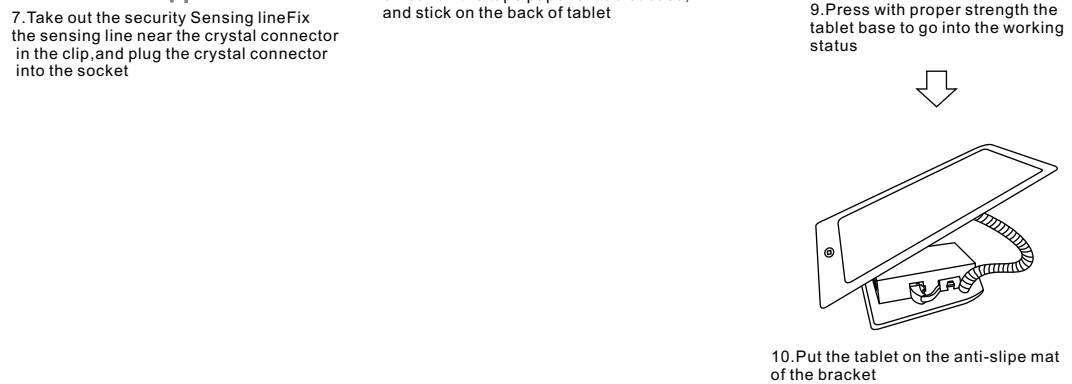 7.Take out the security Sensing lineFix
the sensing line near the crystal connector
in the clip,and plug the crystal connector
into the socket
and stick on the back of tablet
9.Press with proper strength the
tablet base to go into the working
status
10.Put the tablet on the anti-slipe mat
of the bracket